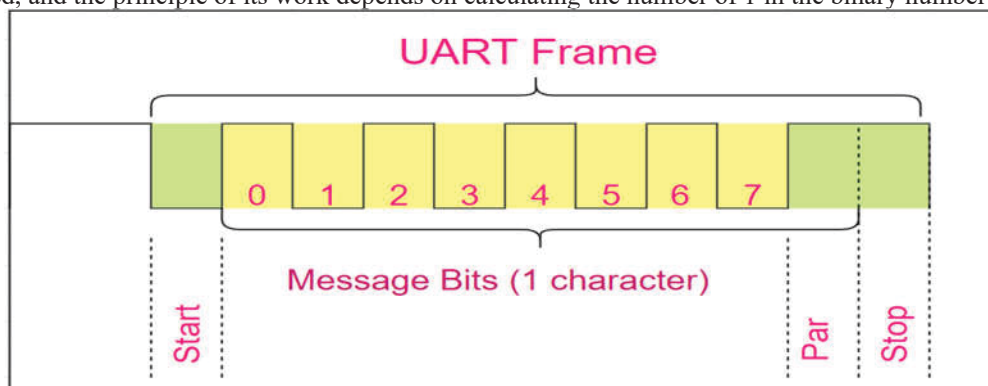 d, and the principle of its work depends on calculating the number of 1 in the binary number
UART Frame
0 1 2 3 4 5 6 7
Message Bits (1 character)
Start
Par
Stop